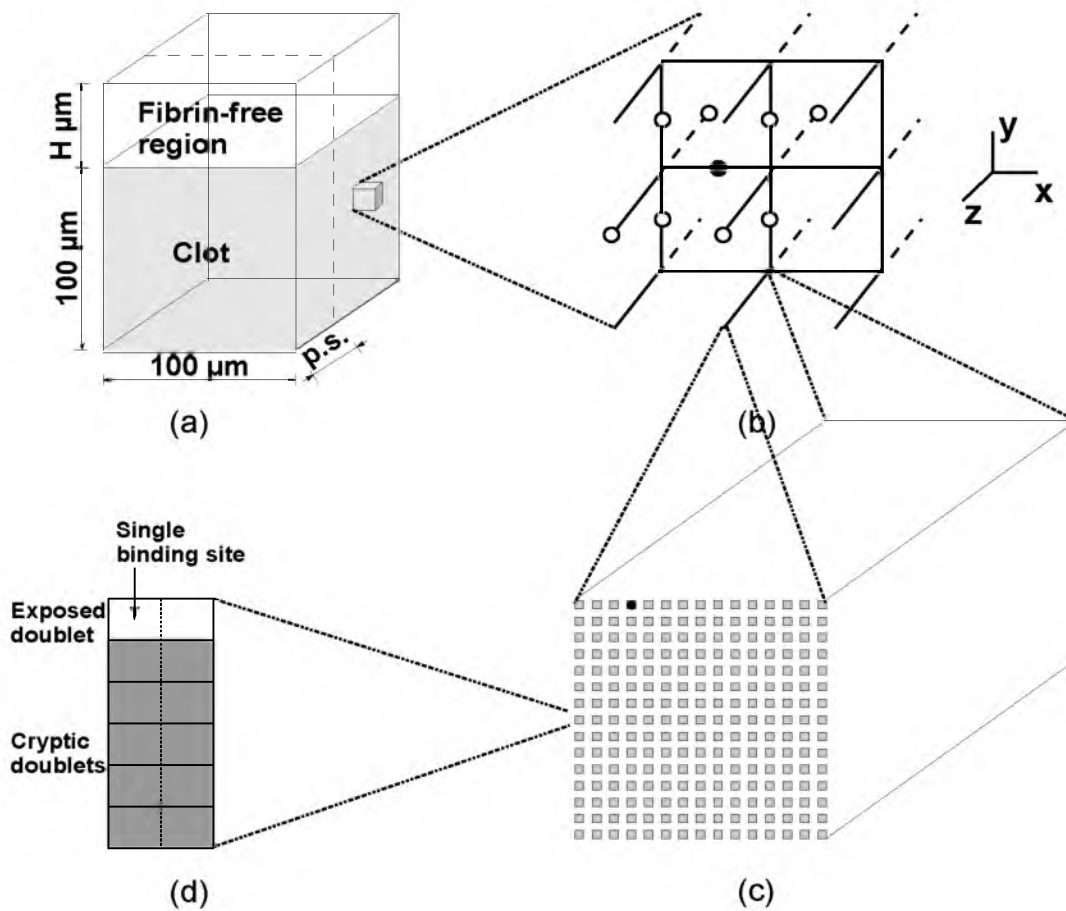 H µm
Fibrin-free
region
100 µm
Clot
100 µm
p.s.
(a)
y
x
z
(b)
Single
binding site
Exposed
doublet
Cryptic
doublets
(d)
(c)